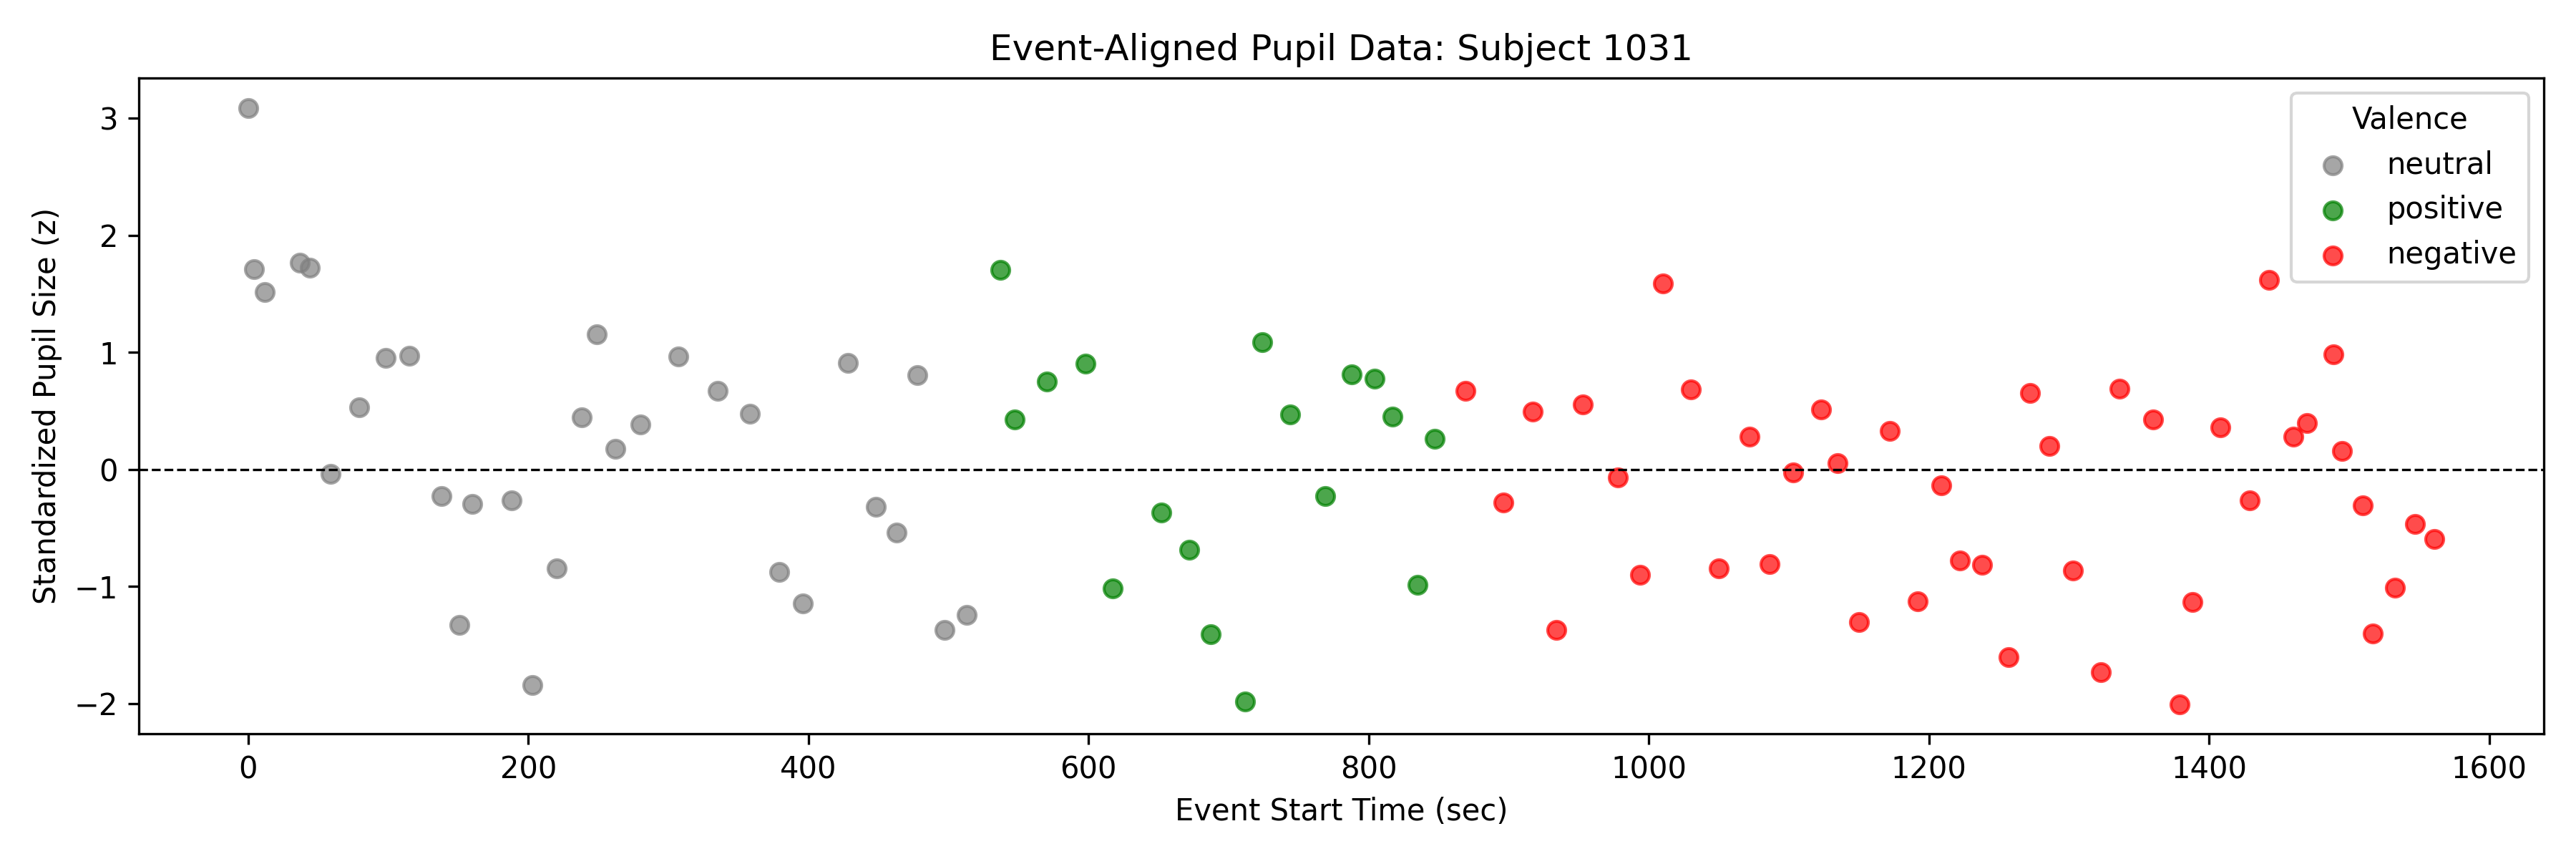 Event-Aligned Pupil Data: Subject 1031
Standardized Pupil Size (z)
3
2
1
0
−1
−2
Valence
neutral
positive
negative
0 200 400 600 800 1000 1200 1400 1600
Event Start Time (sec)